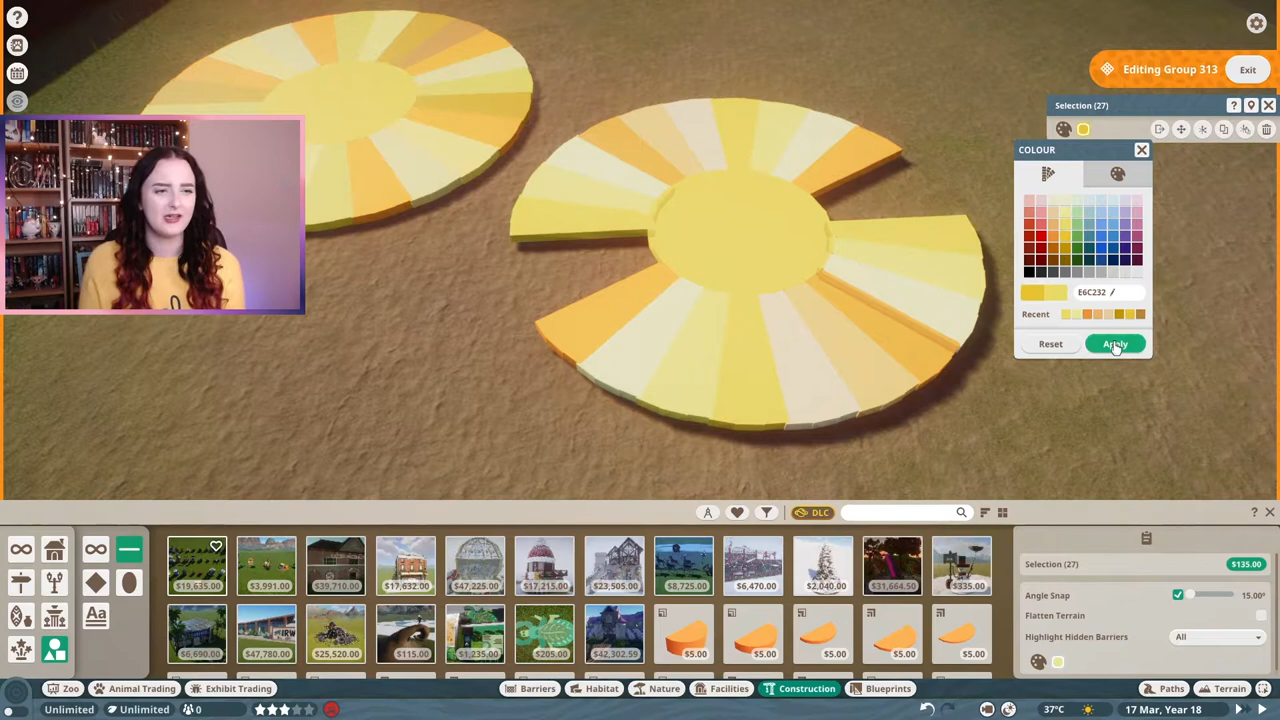 Editing Group 313
Exit
Selection (27)
COLOUR
E6C232 /
Recent
Reset
Apply
DLC
$19,635.00
$3,991.00
$39,710.00
$17,632.00
$47,225.00
$12,135.00
$23,505.00
$8,725.00
$6,470.00
$2,040.00
$31,664.50
$335.00
$6,690.00
$47,780.00
$25,520.00
$115.00
$1,235.00
$205.00
$42,302.59
$5.00
$5.00
$5.00
$5.00
$5.00
Aa
Selection (27)
$135.00
Angle Snap
15.00°
Flatten Terrain
Highlight Hidden Barriers
All
Zoo
Animal Trading
Exhibit Trading
Barriers
Habitat
Nature
Facilities
Construction
Blueprints
Paths
Terrain
Unlimited
Unlimited
0
37°C
17 Mar, Year 18